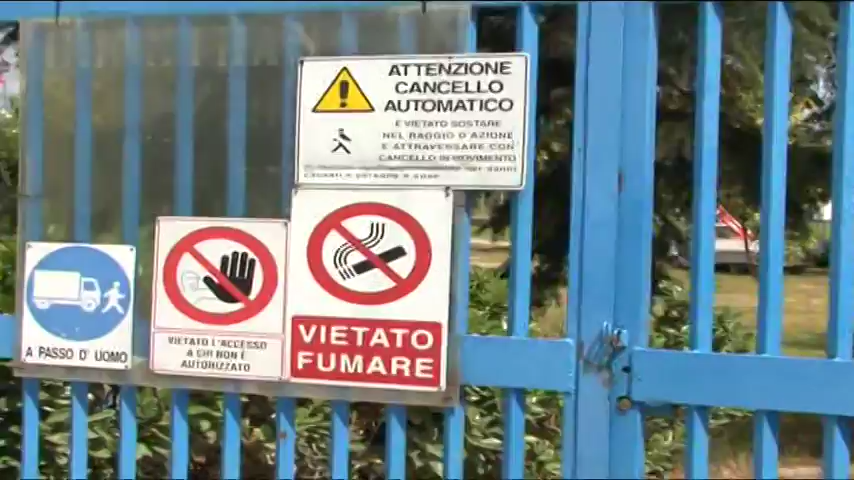 ATTENZIONE
CANCELLO
AUTOMATICO
E VIETATO SOSTARE
NEL RAGGIO D'AZIONE
E ATTRAVERSARE CON
CANCELLO IN MOVIMENTO
A PASSO D' UOMO
VIETATO L'ACCESSO
A CHI NON È
AUTORIZZATO
VIETATO
FUMARE